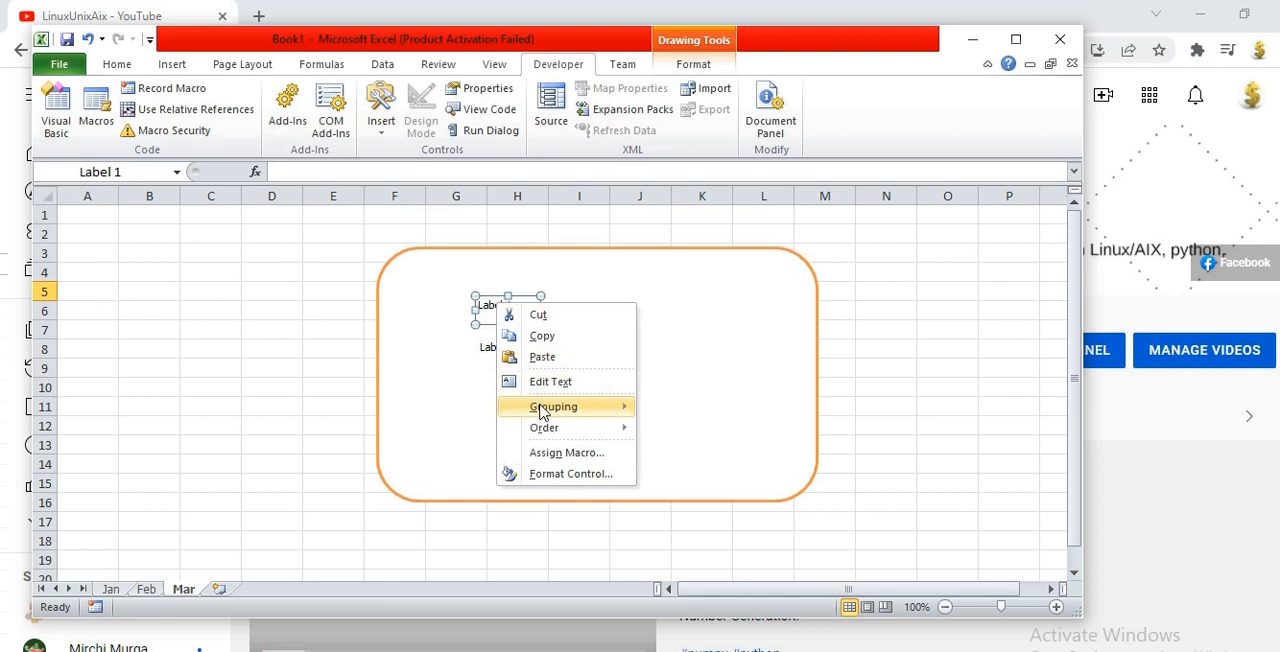 LinuxUnixAix - YouTube
Book1 - Microsoft Excel (Product Activation Failed)
Drawing Tools
File Home Insert Page Layout Formulas Data Review View Developer Team Format
Visual Basic
Macros
Record Macro
Use Relative References
Macro Security
Code
Add-Ins
COM Add-Ins
Add-Ins
Insert
Design Mode
Properties
View Code
Run Dialog
Controls
Source
Map Properties
Expansion Packs
Refresh Data
Import
Export
XML
Document Panel
Modify
Label 1
fx
A B C D E F G H I J K L M N O P
1
2
3
4
5
6
7
8
9
10
11
12
13
14
15
16
17
18
19
20
Cut
Copy
Paste
Edit Text
Grouping
Order
Assign Macro...
Format Control...
Linux/AIX, python,
Facebook
NEL
MANAGE VIDEOS
Jan Feb Mar
Ready
100%
Mirchi Murga
Number Generation.
#numpy #python
Activate Windows